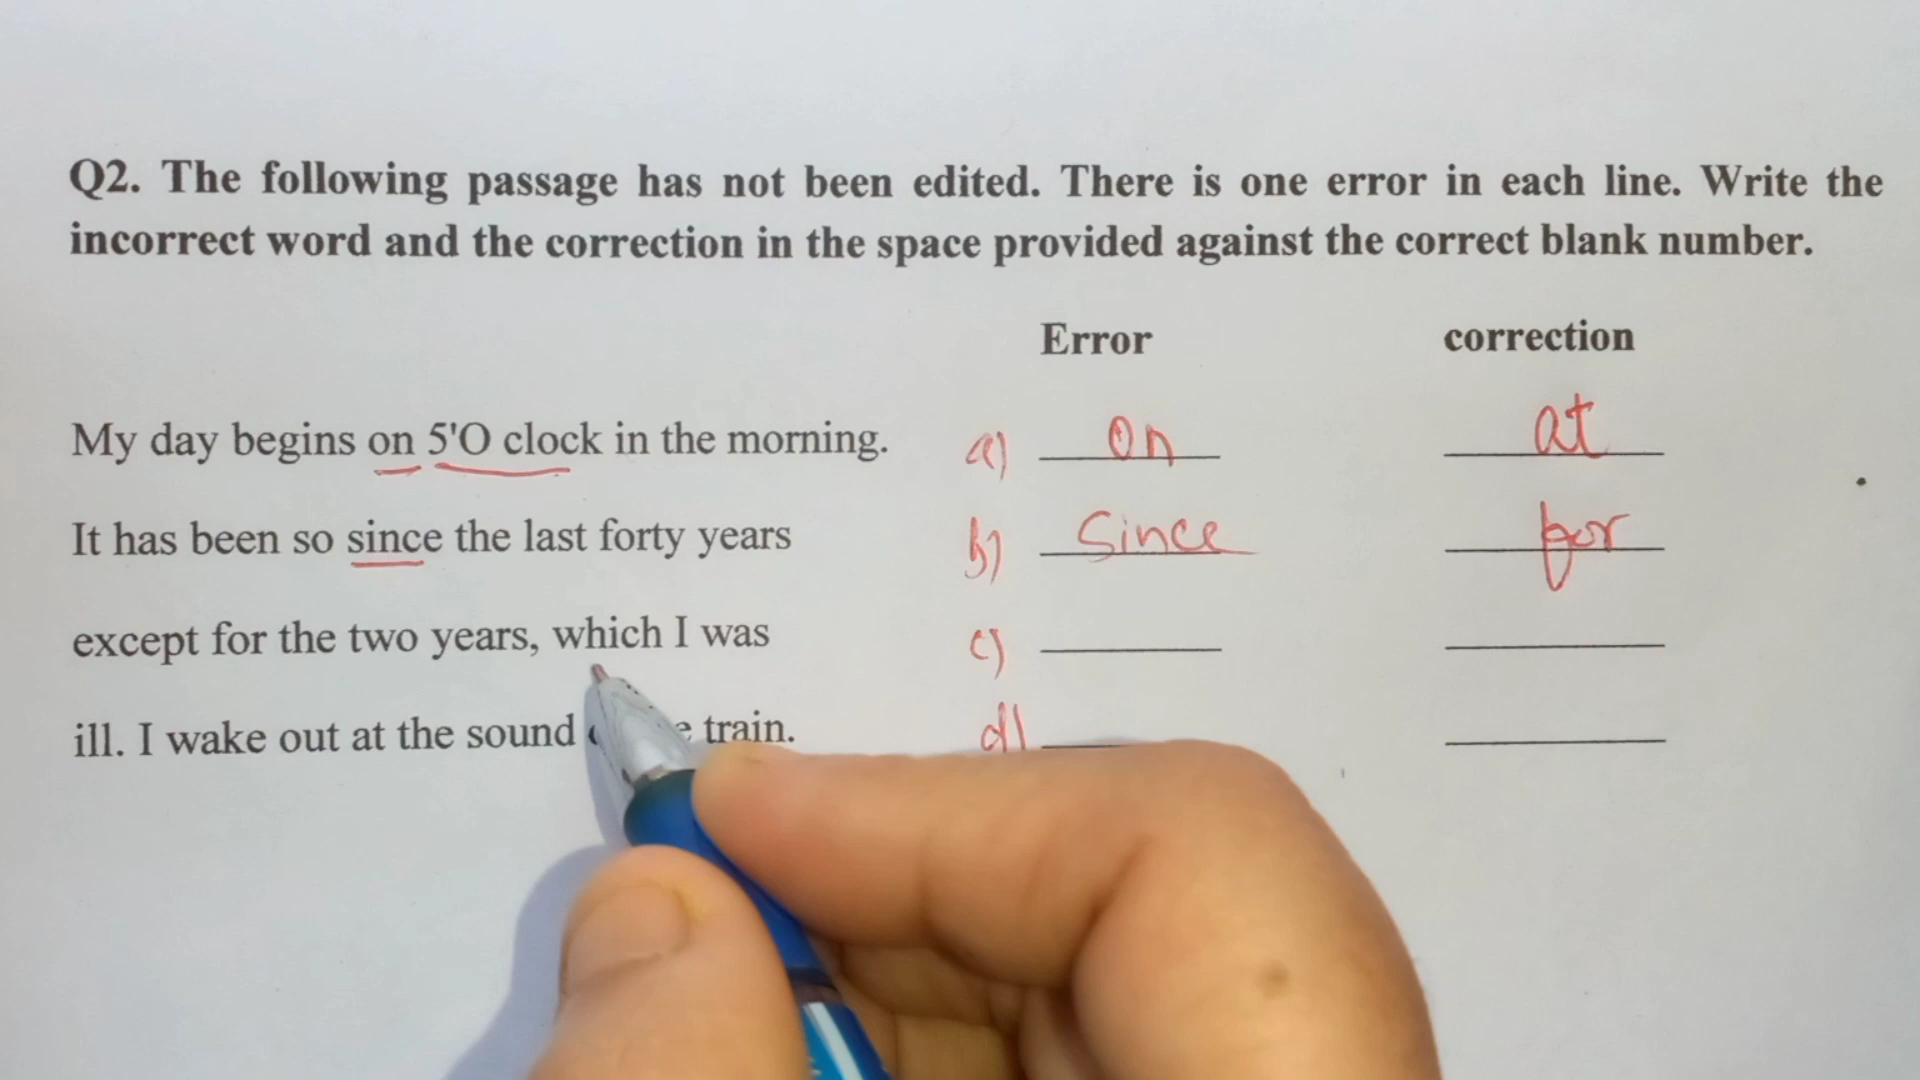 Q2. The following passage has not been edited. There is one error in each line. Write the
incorrect word and the correction in the space provided against the correct blank number.
Error correction
My day begins on 5'O clock in the morning. a) on at
It has been so since the last forty years b) Since for
except for the two years, which I was c)
ill. I wake out at the sound train. d)